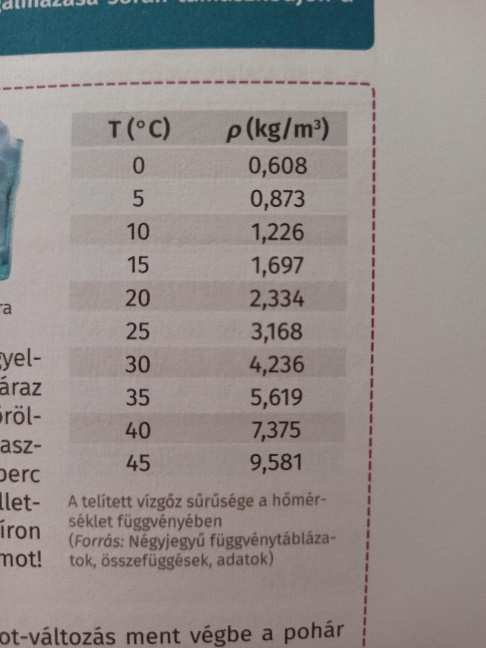 T (°C) ρ (kg/m³)
0 0,608
5 0,873
10 1,226
15 1,697
20 2,334
25 3,168
30 4,236
35 5,619
40 7,375
45 9,581
A telített vízgőz sűrűsége a hőmér-
séklet függvényében
(Forrás: Négyjegyű függvénytábláza-
tok, összefüggések, adatok)
ra
yel-
áraz
őröl-
asz-
perc
llet-
íron
mot!
ot-változás ment végbe a pohár